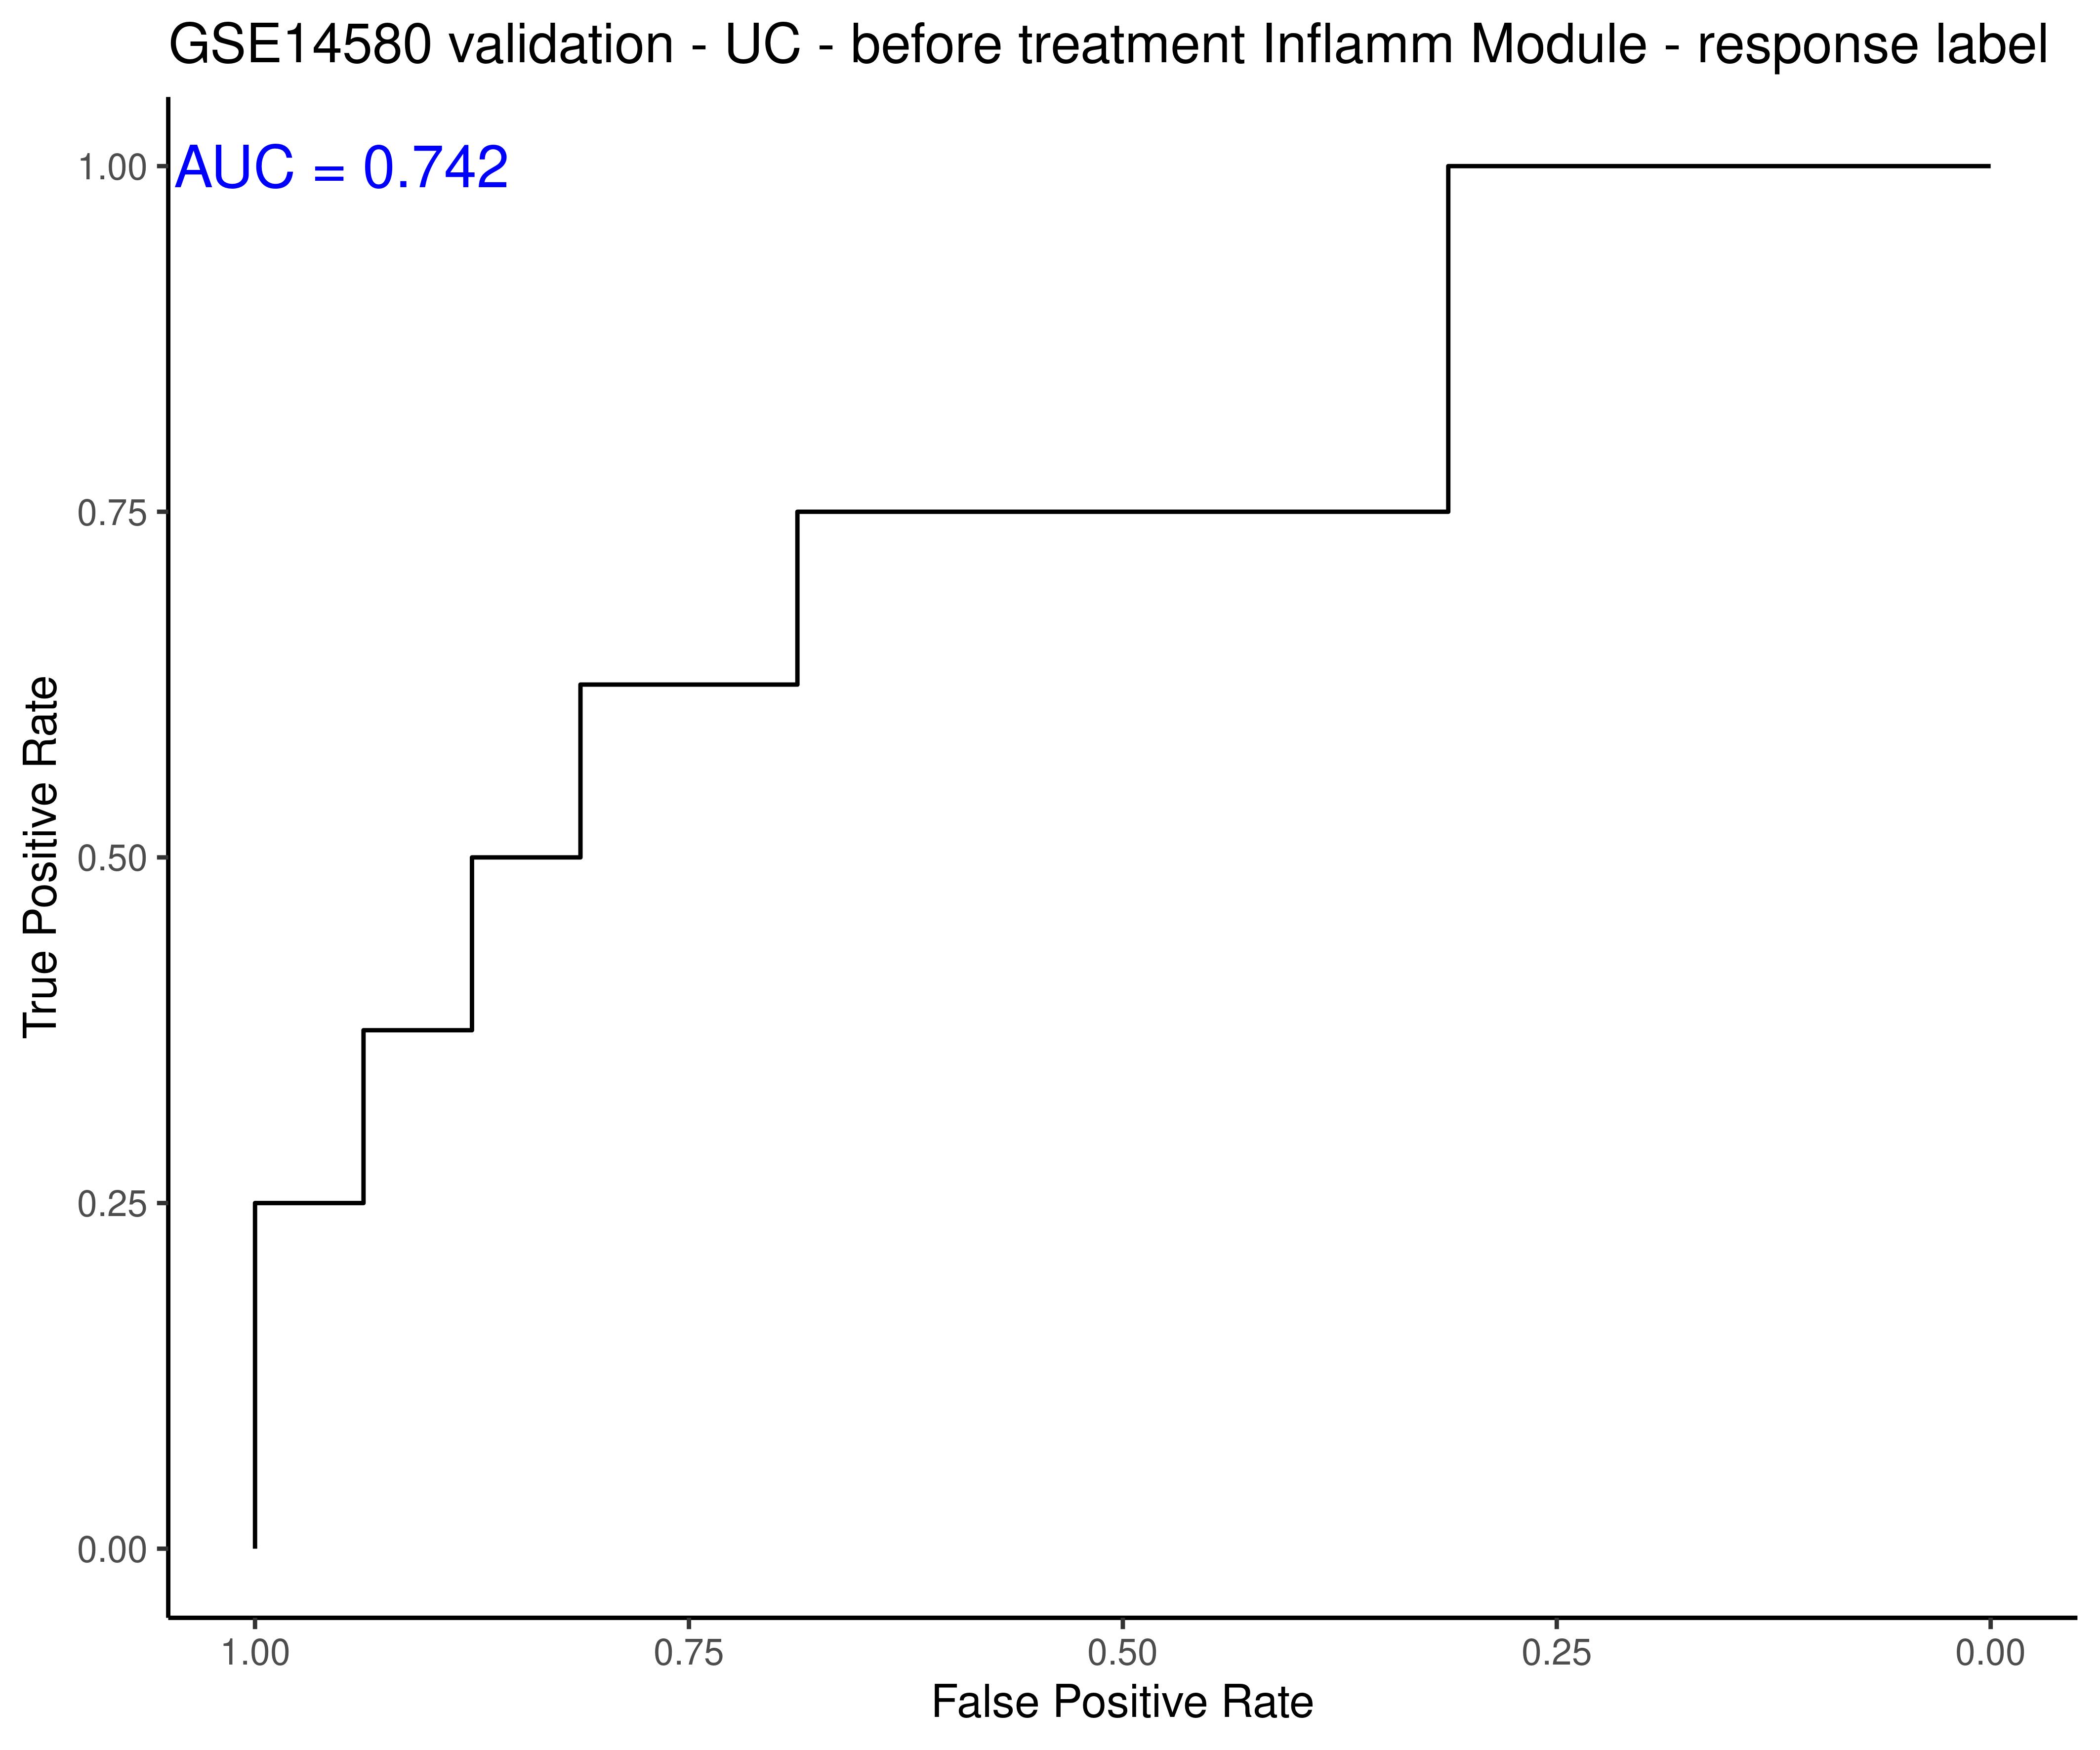 GSE14580 validation - UC - before treatment Inflamm Module - response label
AUC = 0.742
1.00
0.75
0.50
0.25
0.00
True Positive Rate
1.00 0.75 0.50 0.25 0.00
False Positive Rate